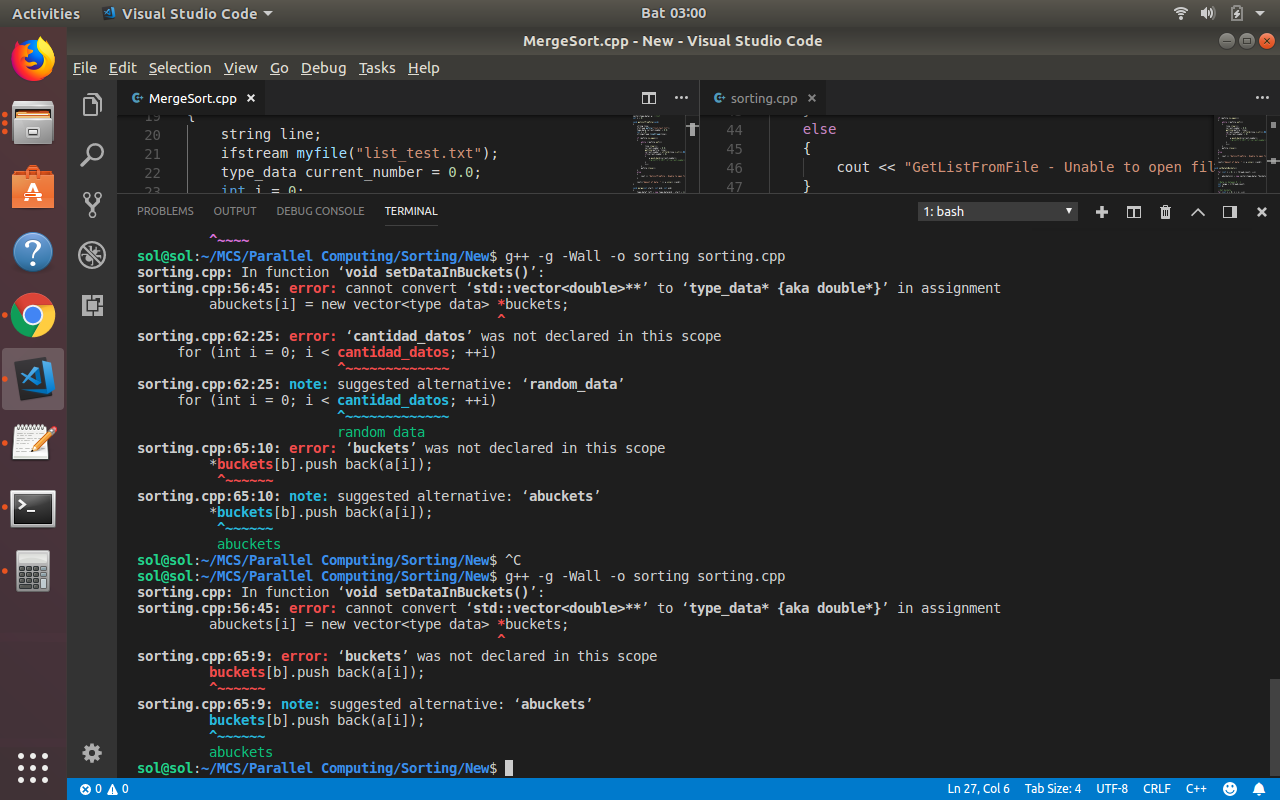 Activities Visual Studio Code Bat 03:00
MergeSort.cpp - New - Visual Studio Code
File Edit Selection View Go Debug Tasks Help
MergeSort.cpp × sorting.cpp ×
19 {
20 string line;
21 ifstream myfile("list_test.txt");
22 type_data current_number = 0.0;
23 int i = 0;
44 else
45 {
46 cout << "GetListFromFile - Unable to open fil
47 }
PROBLEMS OUTPUT DEBUG CONSOLE TERMINAL 1: bash
^~~~~
sol@sol:~/MCS/Parallel Computing/Sorting/New$ g++ -g -Wall -o sorting sorting.cpp
sorting.cpp: In function ‘void setDataInBuckets()’:
sorting.cpp:56:45: error: cannot convert ‘std::vector<double>**’ to ‘type_data* {aka double*}’ in assignment
abuckets[i] = new vector<type data> *buckets;
^
sorting.cpp:62:25: error: ‘cantidad_datos’ was not declared in this scope
for (int i = 0; i < cantidad_datos; ++i)
^~~~~~~~~~~~~~
sorting.cpp:62:25: note: suggested alternative: ‘random_data’
for (int i = 0; i < cantidad_datos; ++i)
^~~~~~~~~~~~~~
random data
sorting.cpp:65:10: error: ‘buckets’ was not declared in this scope
*buckets[b].push back(a[i]);
^~~~~~~
sorting.cpp:65:10: note: suggested alternative: ‘abuckets’
*buckets[b].push back(a[i]);
^~~~~~~
abuckets
sol@sol:~/MCS/Parallel Computing/Sorting/New$ ^C
sol@sol:~/MCS/Parallel Computing/Sorting/New$ g++ -g -Wall -o sorting sorting.cpp
sorting.cpp: In function ‘void setDataInBuckets()’:
sorting.cpp:56:45: error: cannot convert ‘std::vector<double>**’ to ‘type_data* {aka double*}’ in assignment
abuckets[i] = new vector<type data> *buckets;
^
sorting.cpp:65:9: error: ‘buckets’ was not declared in this scope
buckets[b].push back(a[i]);
^~~~~~~
sorting.cpp:65:9: note: suggested alternative: ‘abuckets’
buckets[b].push back(a[i]);
^~~~~~~
abuckets
sol@sol:~/MCS/Parallel Computing/Sorting/New$
0 0 Ln 27, Col 6 Tab Size: 4 UTF-8 CRLF C++